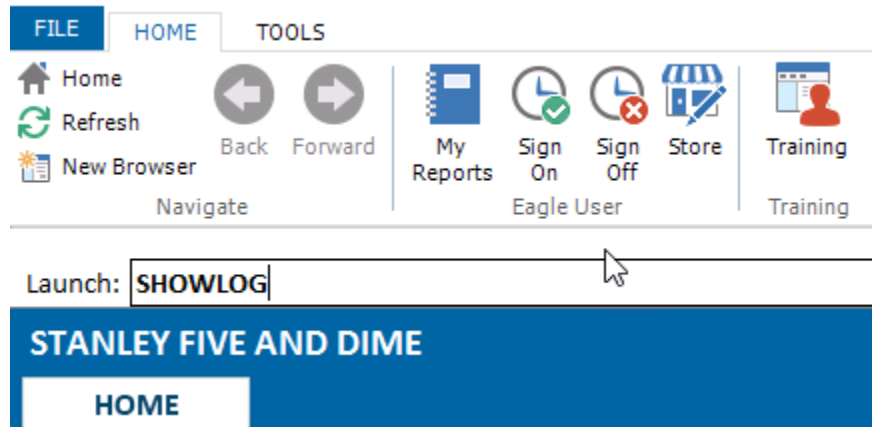 FILE HOME TOOLS
Home
Refresh
New Browser
Back Forward
My Reports
Sign On
Sign Off
Store
Training
Navigate Eagle User Training
Launch: SHOWLOG
STANLEY FIVE AND DIME
HOME